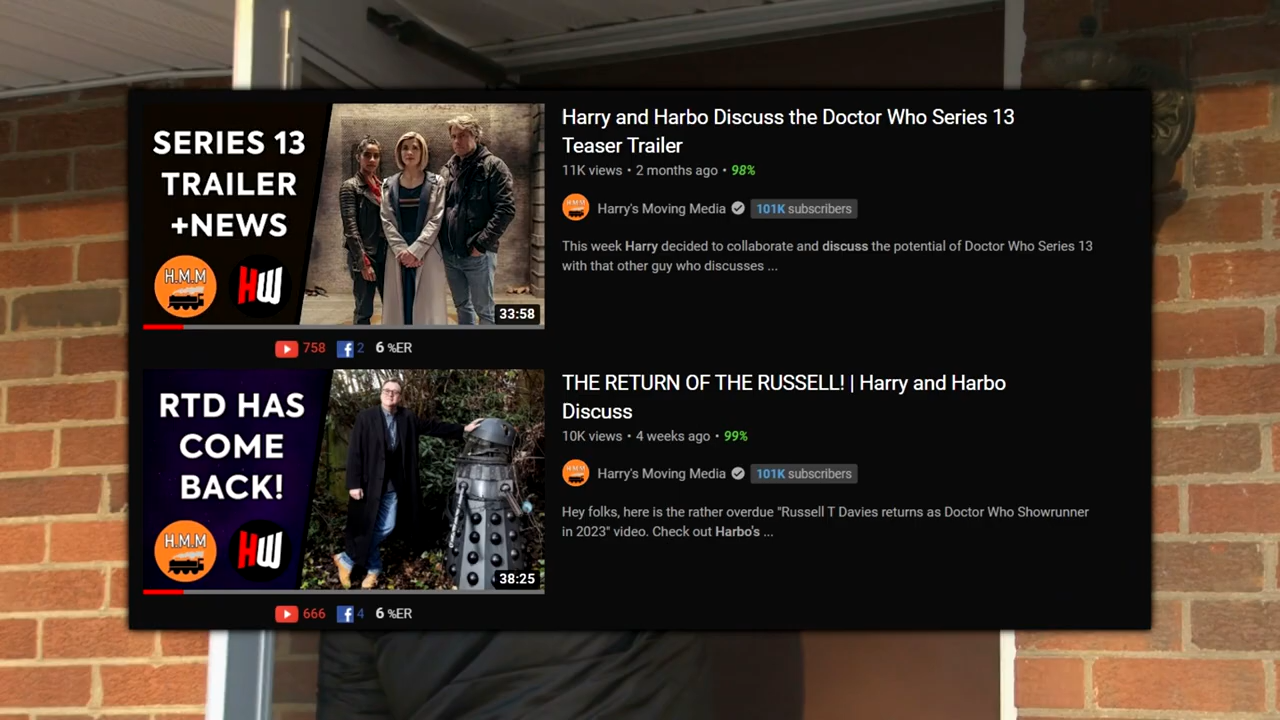 SERIES 13
TRAILER
+NEWS
H.M.M
HW
33:58
Harry and Harbo Discuss the Doctor Who Series 13
Teaser Trailer
11K views • 2 months ago • 98%
H.M.M
Harry's Moving Media
101K subscribers
This week Harry decided to collaborate and discuss the potential of Doctor Who Series 13
with that other guy who discusses ...
758 2 6 %ER
RTD HAS
COME
BACK!
H.M.M
HW
38:25
THE RETURN OF THE RUSSELL! | Harry and Harbo
Discuss
10K views • 4 weeks ago • 99%
H.M.M
Harry's Moving Media
101K subscribers
Hey folks, here is the rather overdue "Russell T Davies returns as Doctor Who Showrunner
in 2023" video. Check out Harbo's ...
666 4 6 %ER